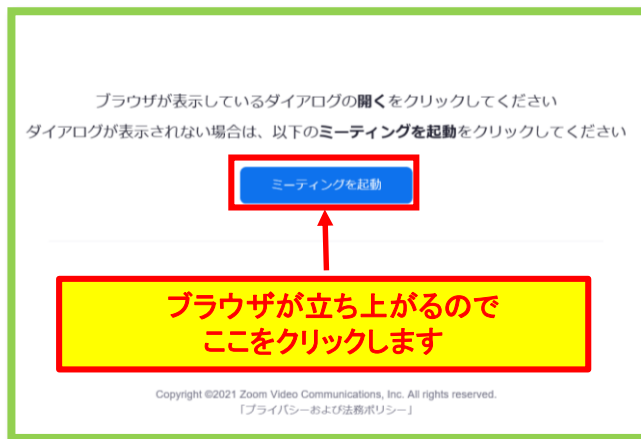 ブラウザが表示しているダイアログの開くをクリックしてください
ダイアログが表示されない場合は、以下のミーティングを起動をクリックしてください
ミーティングを起動
ブラウザが立ち上がるので
ここをクリックします
Copyright ©2021 Zoom Video Communications, Inc. All rights reserved.
「プライバシーおよび法務ポリシー」